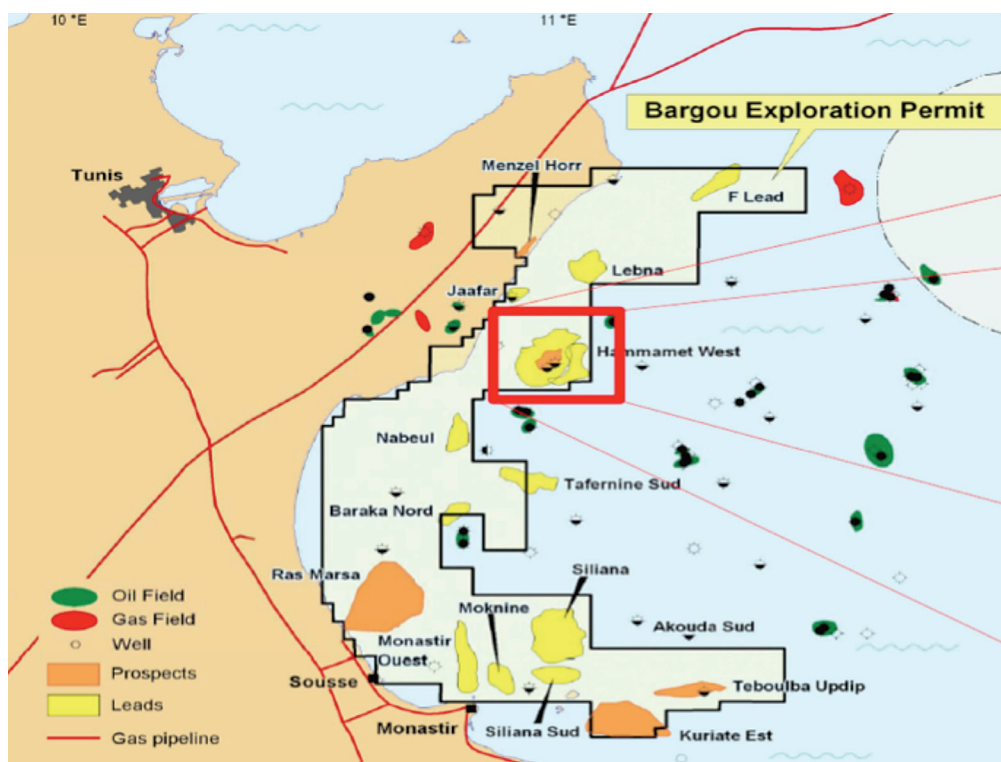 10 °E
11 °E
Bargou Exploration Permit
Menzel Horr
Tunis
F Lead
Lebna
Jaafar
Hammamet West
Nabeul
Tafernine Sud
Baraka Nord
Siliana
Ras Marsa
Oil Field
Moknine
Gas Field
Akouda Sud
Well
Monastir
Ouest
Prospects
Sousse
Teboulba Updip
Leads
Siliana Sud
Monastir
Kuriate Est
Gas pipeline